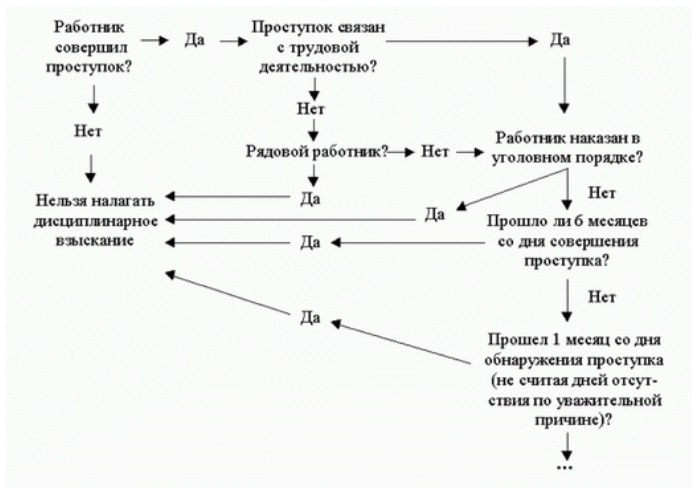 Работник
совершил
проступок?
Да
Проступок связан
с трудовой
деятельностью?
Да
Нет
Нет
Рядовой работник?
Нет
Работник наказан в
уголовном порядке?
Да
Нельзя налагать
дисциплинарное
взыскание
Да
Нет
Прошло ли 6 месяцев
со дня совершения
проступка?
Да
Нет
Да
Прошел 1 месяц со дня
обнаружения проступка
(не считая дней отсут-
ствия по уважительной
причине)?
...